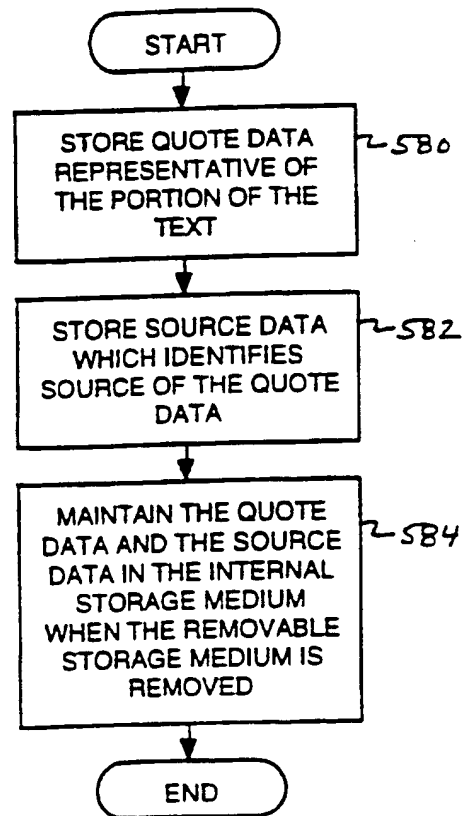 START
STORE QUOTE DATA
REPRESENTATIVE OF
THE PORTION OF THE
TEXT
580
STORE SOURCE DATA
WHICH IDENTIFIES
SOURCE OF THE QUOTE
DATA
582
MAINTAIN THE QUOTE
DATA AND THE SOURCE
DATA IN THE INTERNAL
STORAGE MEDIUM
WHEN THE REMOVABLE
STORAGE MEDIUM IS
REMOVED
584
END